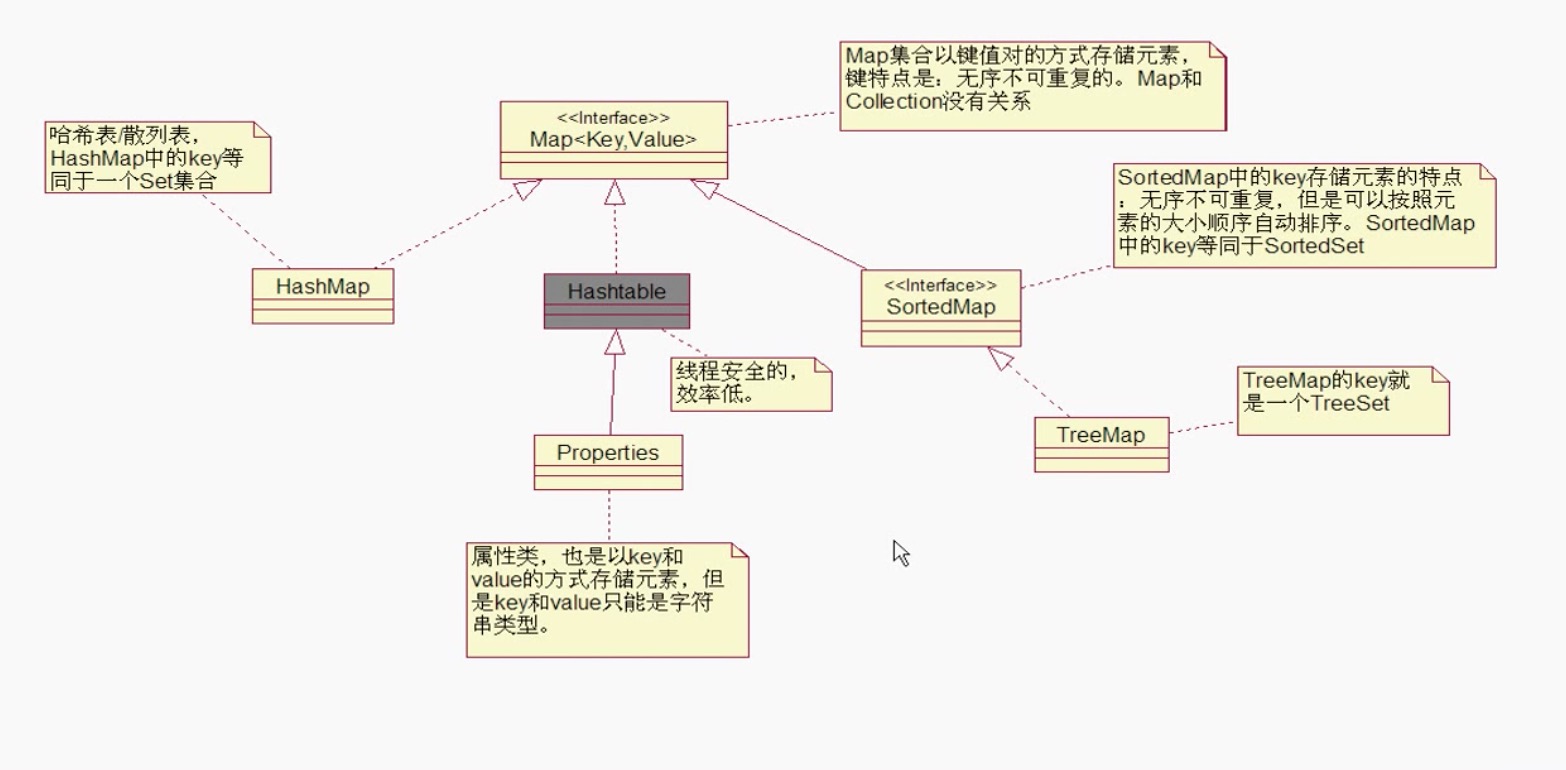 Map集合以键值对的方式存储元素，
键特点是：无序不可重复的。Map和
Collection没有关系
<<Interface>>
Map<Key,Value>
哈希表/散列表，
HashMap中的key等
同于一个Set集合
SortedMap中的key存储元素的特点
：无序不可重复，但是可以按照元
素的大小顺序自动排序。SortedMap
中的key等同于SortedSet
HashMap
Hashtable
<<Interface>>
SortedMap
线程安全的，
效率低。
TreeMap的key就
是一个TreeSet
TreeMap
Properties
属性类，也是以key和
value的方式存储元素，但
是key和value只能是字符
串类型。